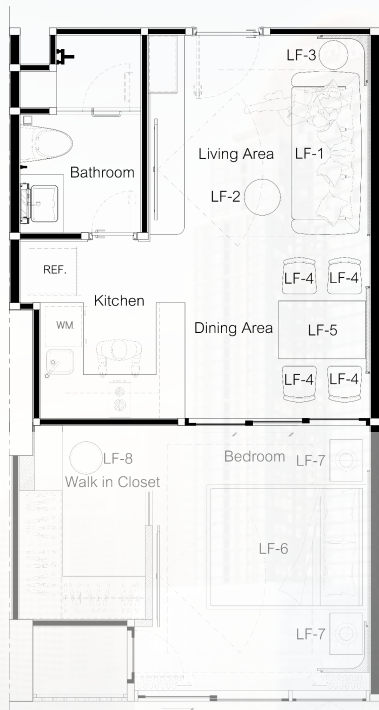 LF-3
Living Area
LF-1
Bathroom
LF-2
REF.
LF-4
LF-4
Kitchen
WM
Dining Area
LF-5
LF-4
LF-4
LF-8
Bedroom
LF-7
Walk in Closet
LF-6
LF-7